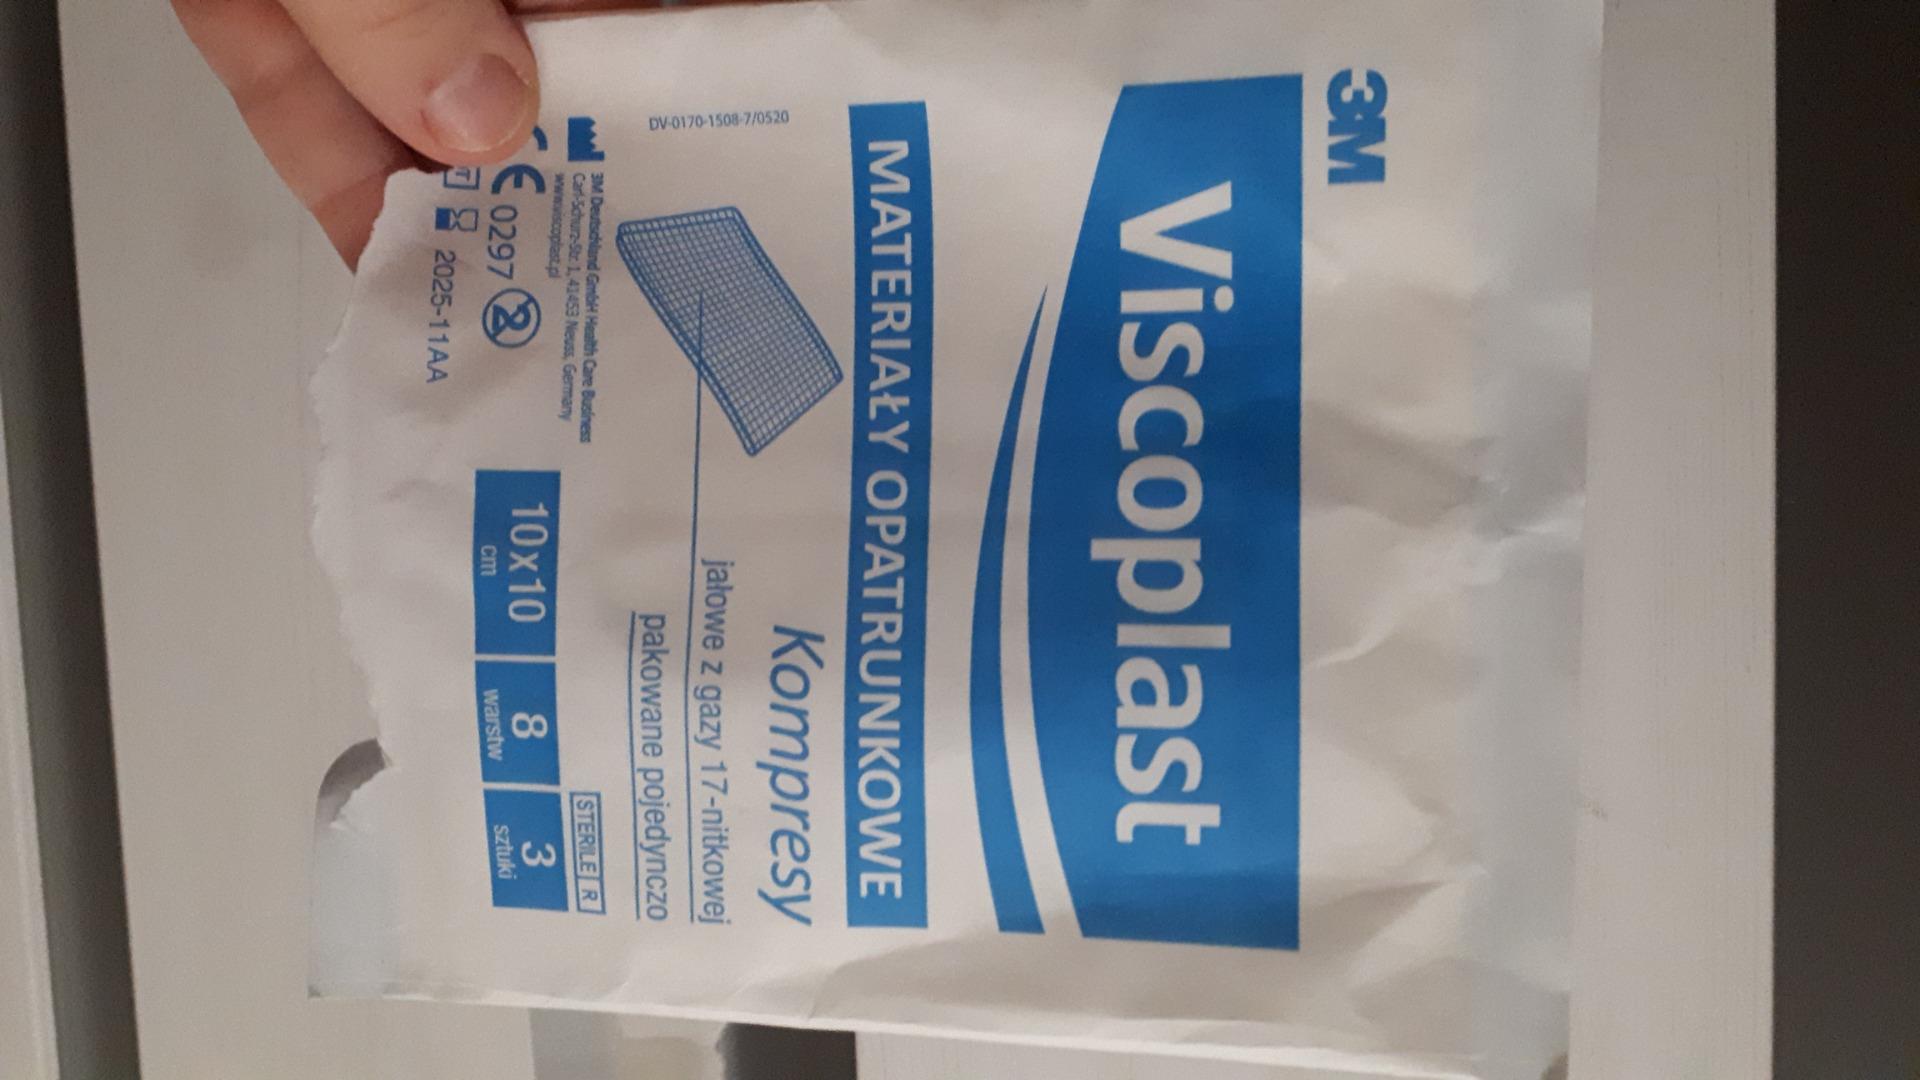 3M
Viscoplast
MATERIAŁY OPATRUNKOWE
DV-0170-1508-7/0520
Kompresy
jałowe z gazy 17-nitkowej
pakowane pojedynczo
3M Deutschland GmbH Health Care Business
Carl-Schurz-Str. 1, 41453 Neuss, Germany
www.viscoplast.pl
STERILE R
CE 0297 2
10x10 8 3
cm warstw sztuki
2025-11AA